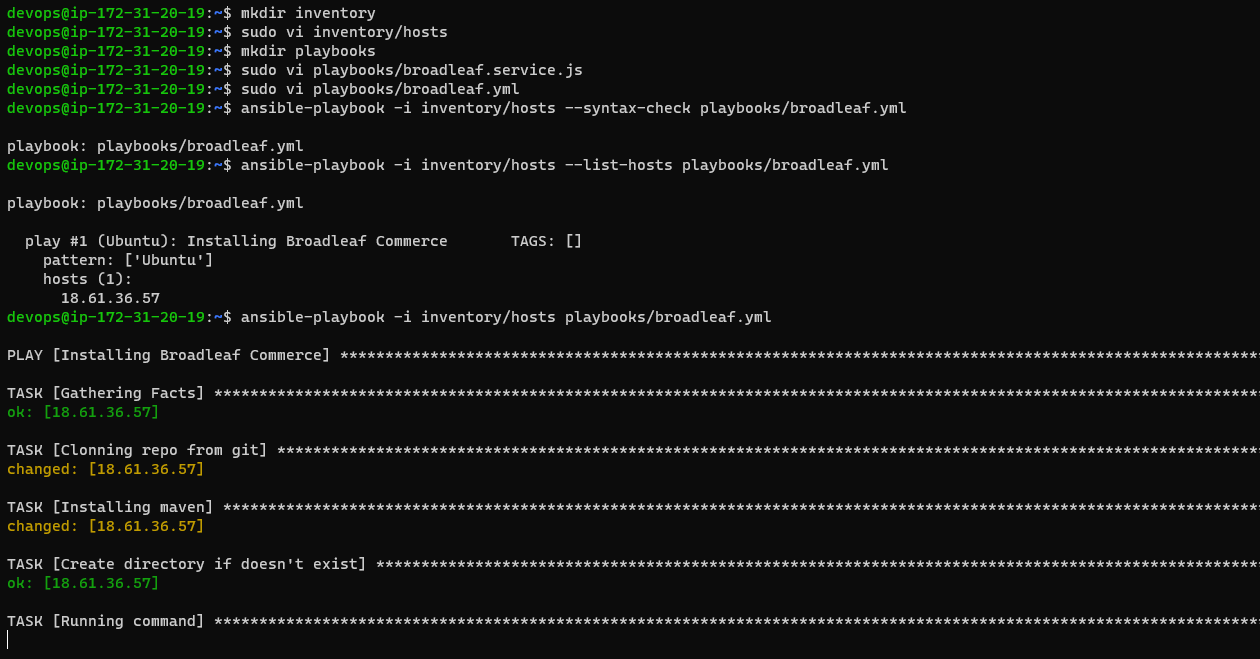 devops@ip-172-31-20-19:~$ mkdir inventory
devops@ip-172-31-20-19:~$ sudo vi inventory/hosts
devops@ip-172-31-20-19:~$ mkdir playbooks
devops@ip-172-31-20-19:~$ sudo vi playbooks/broadleaf.service.js
devops@ip-172-31-20-19:~$ sudo vi playbooks/broadleaf.yml
devops@ip-172-31-20-19:~$ ansible-playbook -i inventory/hosts --syntax-check playbooks/broadleaf.yml
playbook: playbooks/broadleaf.yml
devops@ip-172-31-20-19:~$ ansible-playbook -i inventory/hosts --list-hosts playbooks/broadleaf.yml
playbook: playbooks/broadleaf.yml
play #1 (Ubuntu): Installing Broadleaf Commerce TAGS: []
pattern: ['Ubuntu']
hosts (1):
18.61.36.57
devops@ip-172-31-20-19:~$ ansible-playbook -i inventory/hosts playbooks/broadleaf.yml
PLAY [Installing Broadleaf Commerce] ******************************************************************************************************
TASK [Gathering Facts] ********************************************************************************************************************
ok: [18.61.36.57]
TASK [Clonning repo from git] *************************************************************************************************************
changed: [18.61.36.57]
TASK [Installing maven] *******************************************************************************************************************
changed: [18.61.36.57]
TASK [Create directory if doesn't exist] **************************************************************************************************
ok: [18.61.36.57]
TASK [Running command] ********************************************************************************************************************